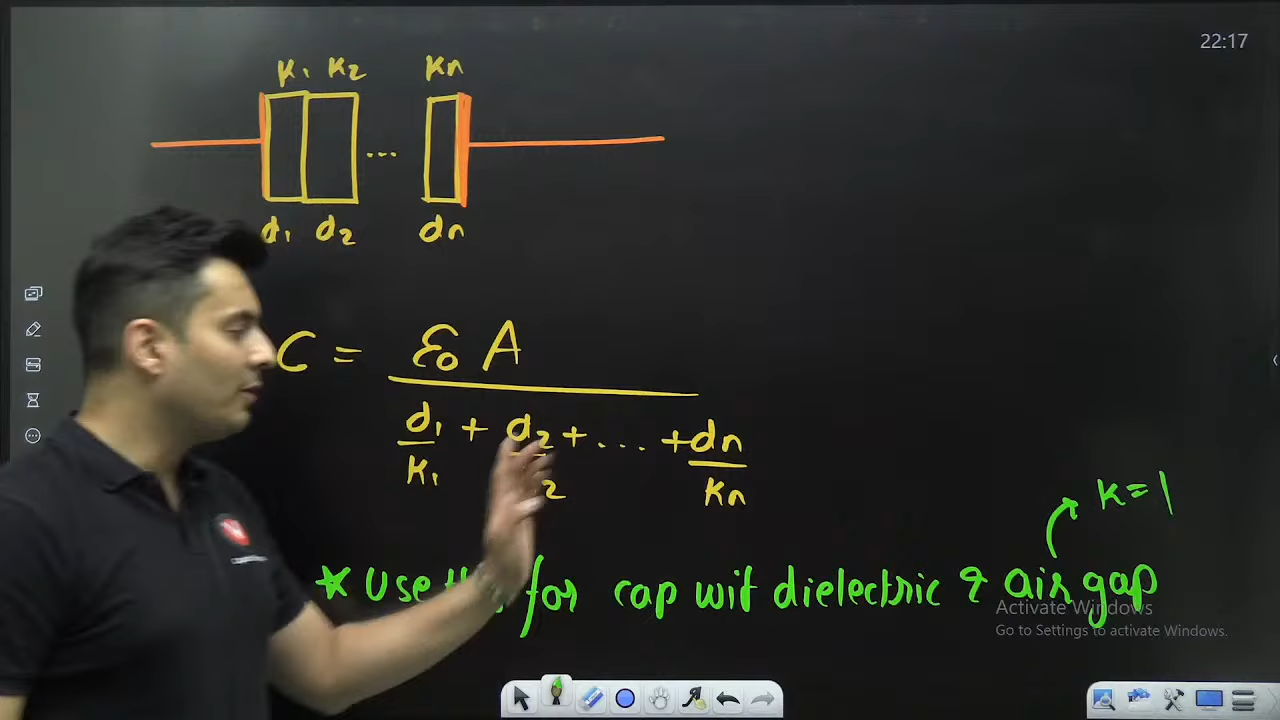 22:17
K₁ K₂ Kn
...
d₁ d₂ dn
C = ε₀ A
d₁ + d₂ + ... + dn
K₁ 2 Kn
K=1
* Use for cap wit dielectric & air gap
Activate Windows
Go to Settings to activate Windows.